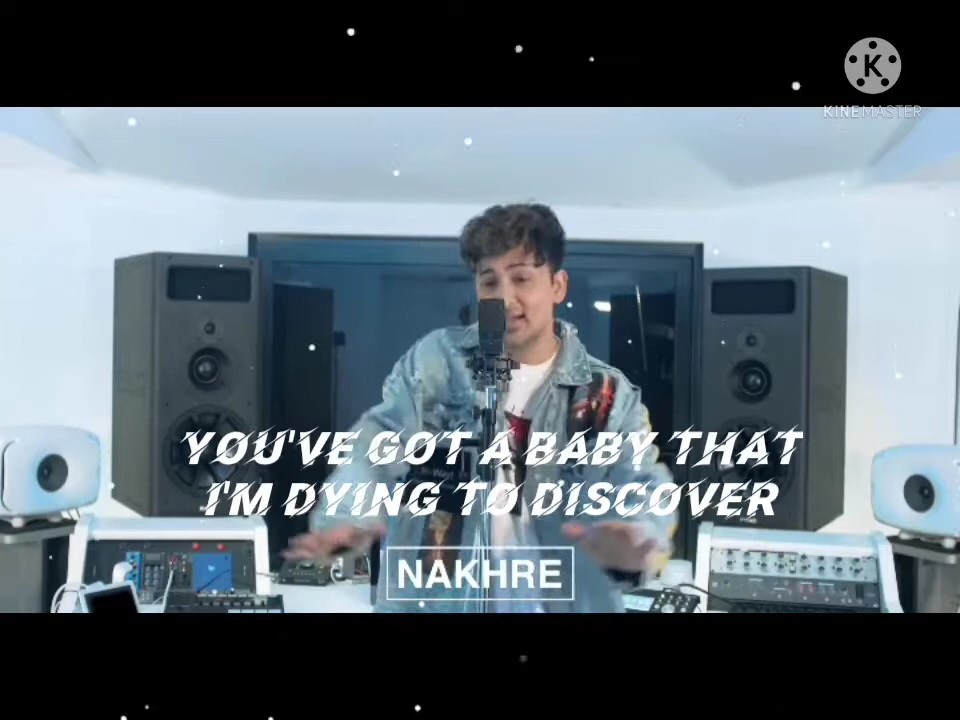 K
KINEMASTER
YOU'VE GOT A BABY THAT
I'M DYING TO DISCOVER
NAKHRE